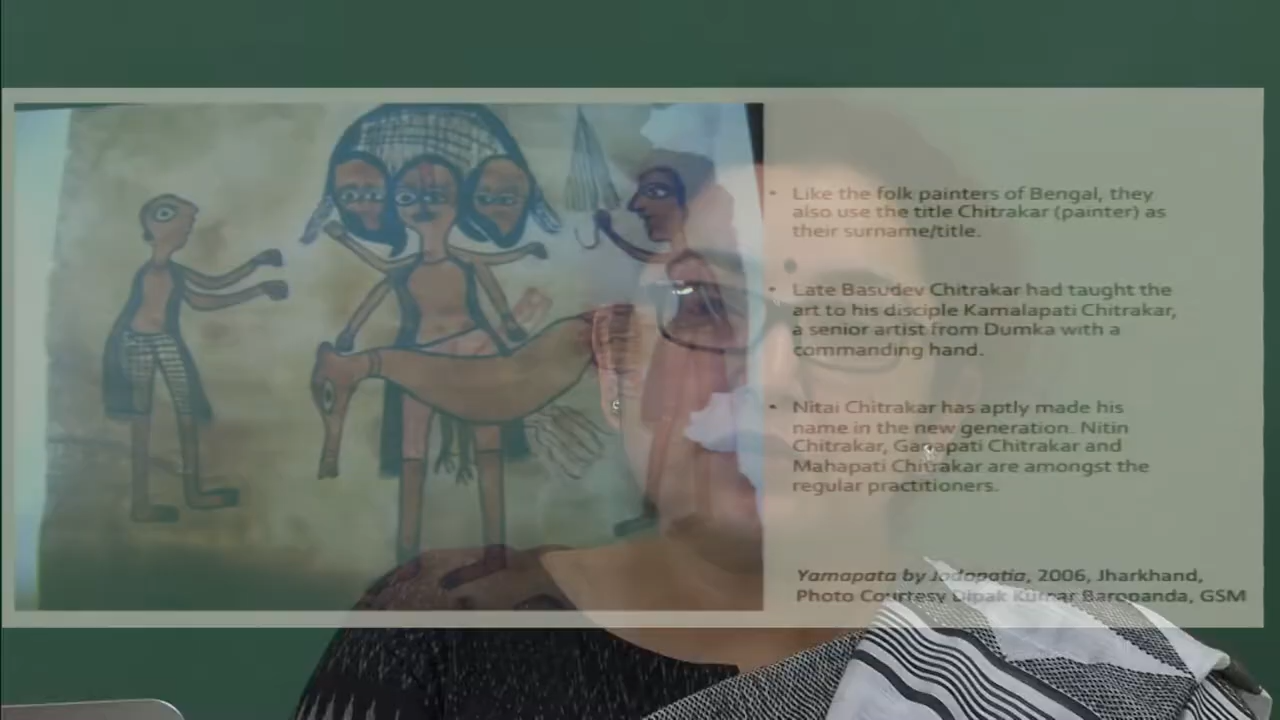 • Like the folk painters of Bengal, they
also use the title Chitrakar (painter) as
their surname/title.
• Late Basudev Chitrakar had taught the
art to his disciple Kamalapati Chitrakar,
a senior artist from Dumka with a
commanding hand.
• Nitai Chitrakar has aptly made his
name in the new generation. Nitin
Chitrakar, Ganapati Chitrakar and
Mahapati Chitrakar are amongst the
regular practitioners.
Yamapata by Jadopatia, 2006, Jharkhand,
Photo Courtesy Dipak Kumar Baropanda, GSM